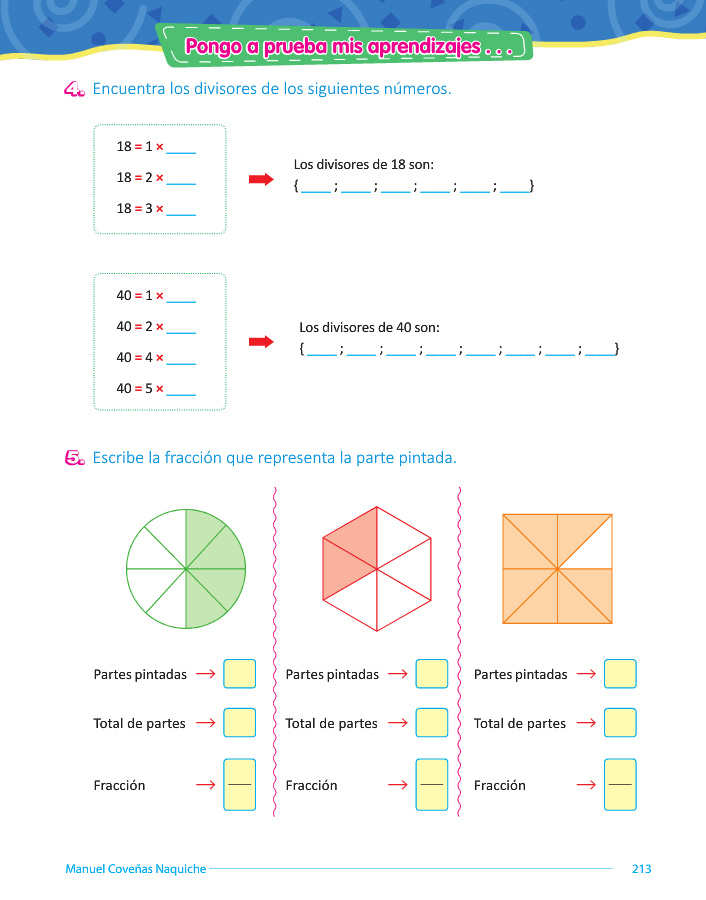 Pongo a prueba mis aprendizajes . . .
4. Encuentra los divisores de los siguientes números.
18 = 1 × ____
18 = 2 × ____
18 = 3 × ____
Los divisores de 18 son:
{ ____ ; ____ ; ____ ; ____ ; ____ ; ____ }
40 = 1 × ____
40 = 2 × ____
40 = 4 × ____
40 = 5 × ____
Los divisores de 40 son:
{ ____ ; ____ ; ____ ; ____ ; ____ ; ____ ; ____ ; ____ }
5. Escribe la fracción que representa la parte pintada.
Partes pintadas → Partes pintadas → Partes pintadas →
Total de partes → Total de partes → Total de partes →
Fracción → Fracción → Fracción →
Manuel Coveñas Naquiche 213